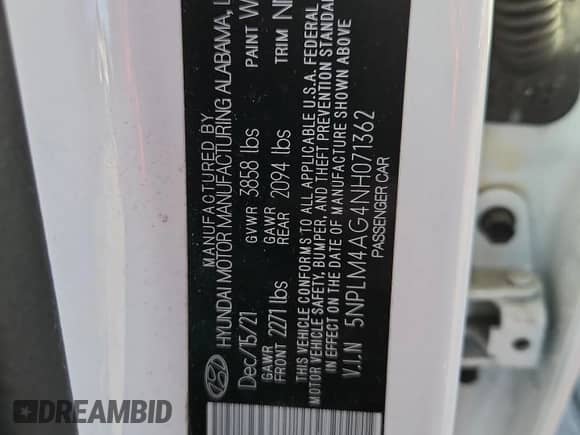 MANUFACTURED BY
HYUNDAI MOTOR MANUFACTURING ALABAMA,
Dec/15/21 GVWR 3858 lbs PAINT
GAWR FRONT 2271 lbs GAWR REAR 2094 lbs TRIM
THIS VEHICLE CONFORMS TO ALL APPLICABLE U.S.A. FEDERAL
MOTOR VEHICLE SAFETY, BUMPER, AND THEFT PREVENTION STANDARD
IN EFFECT ON THE DATE OF MANUFACTURE SHOWN ABOVE
V.I.N 5NPLM4AG4NH071362
PASSENGER CAR
DREAMBID